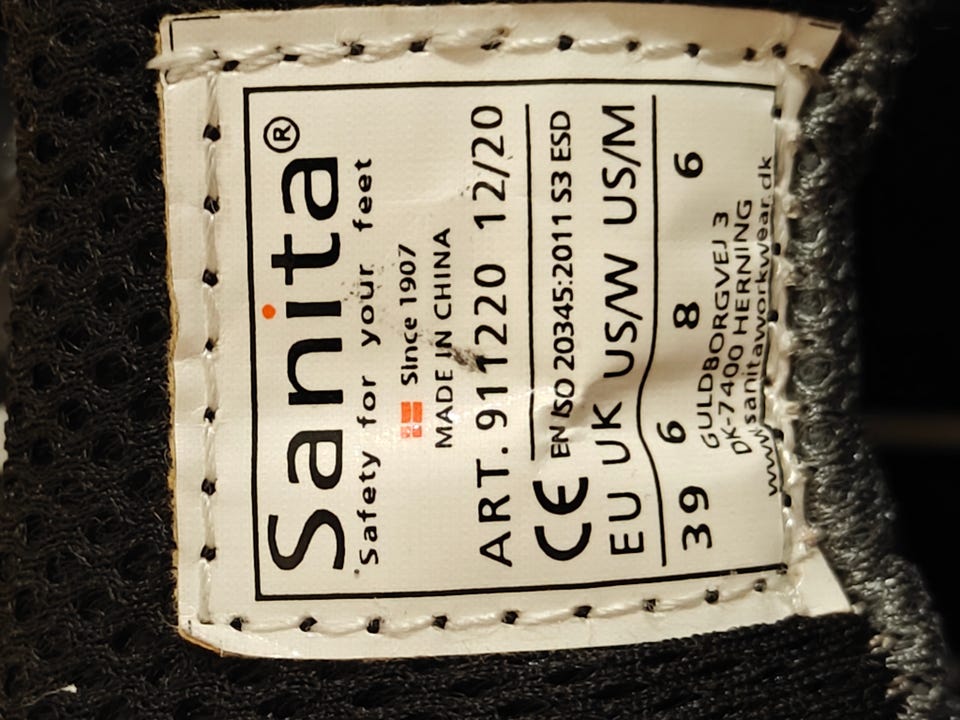 Sanita®
Safety for your feet
Since 1907
MADE IN CHINA
ART. 911220 12/20
CE EN ISO 20345:2011 S3 ESD
EU UK US/W US/M
39 6 8 6
GULDBORGVEJ 3
DK-7400 HERNING
www.sanitaworkwear.dk